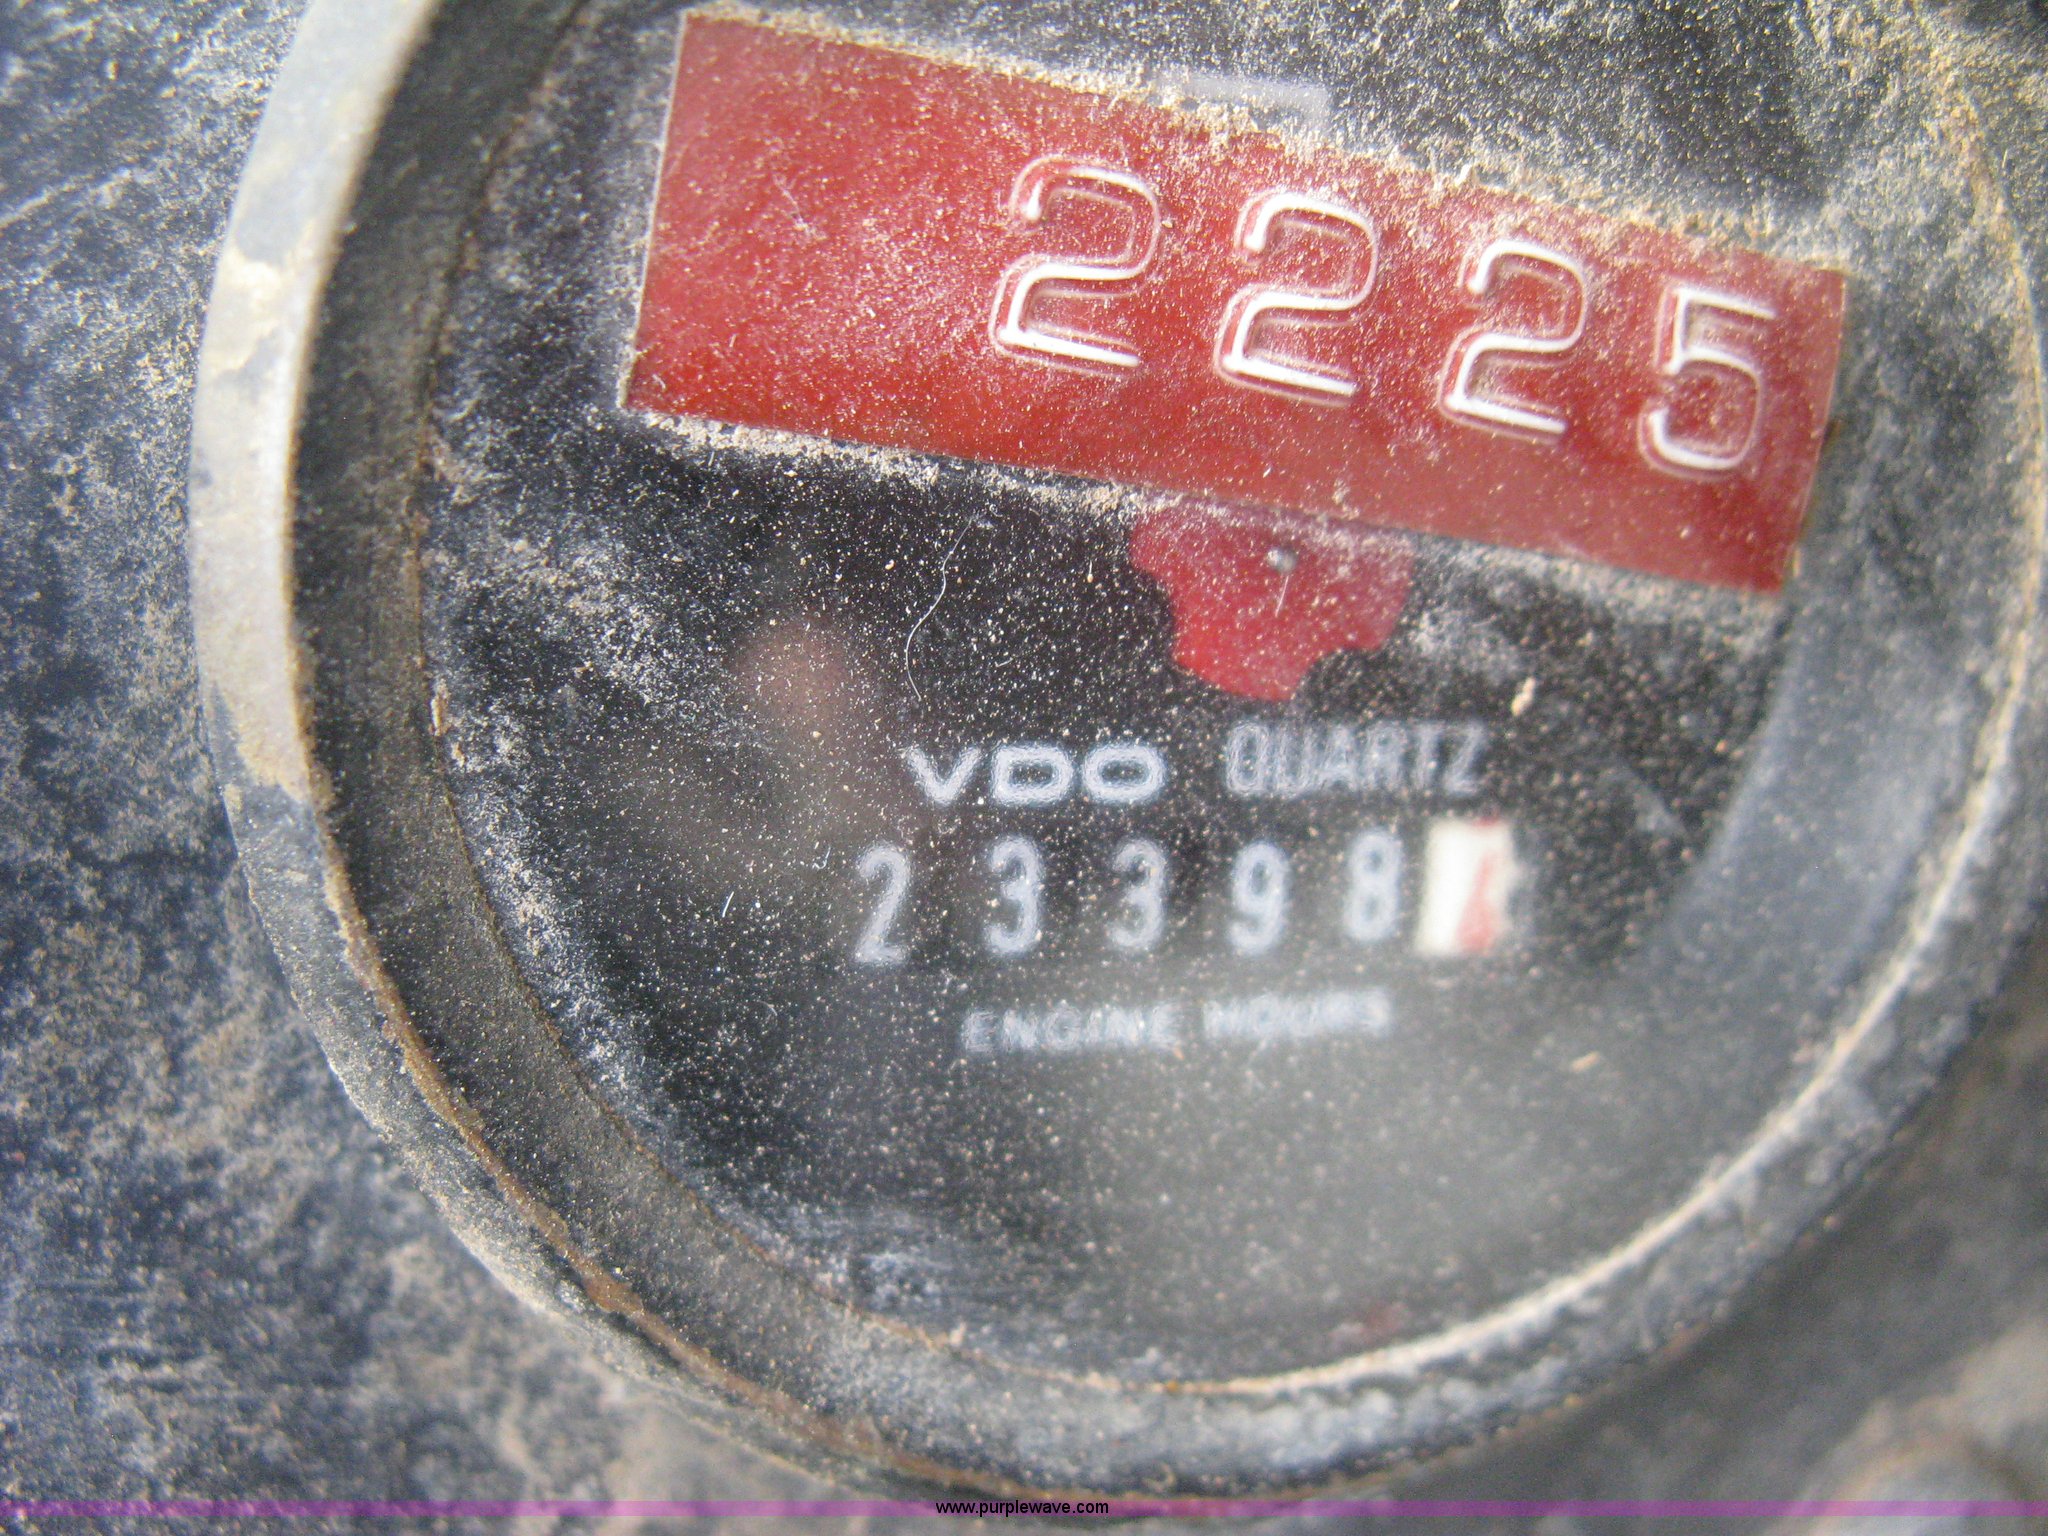 2225
VDO QUARTZ
23398
ENGINE HOURS
www.purplewave.com